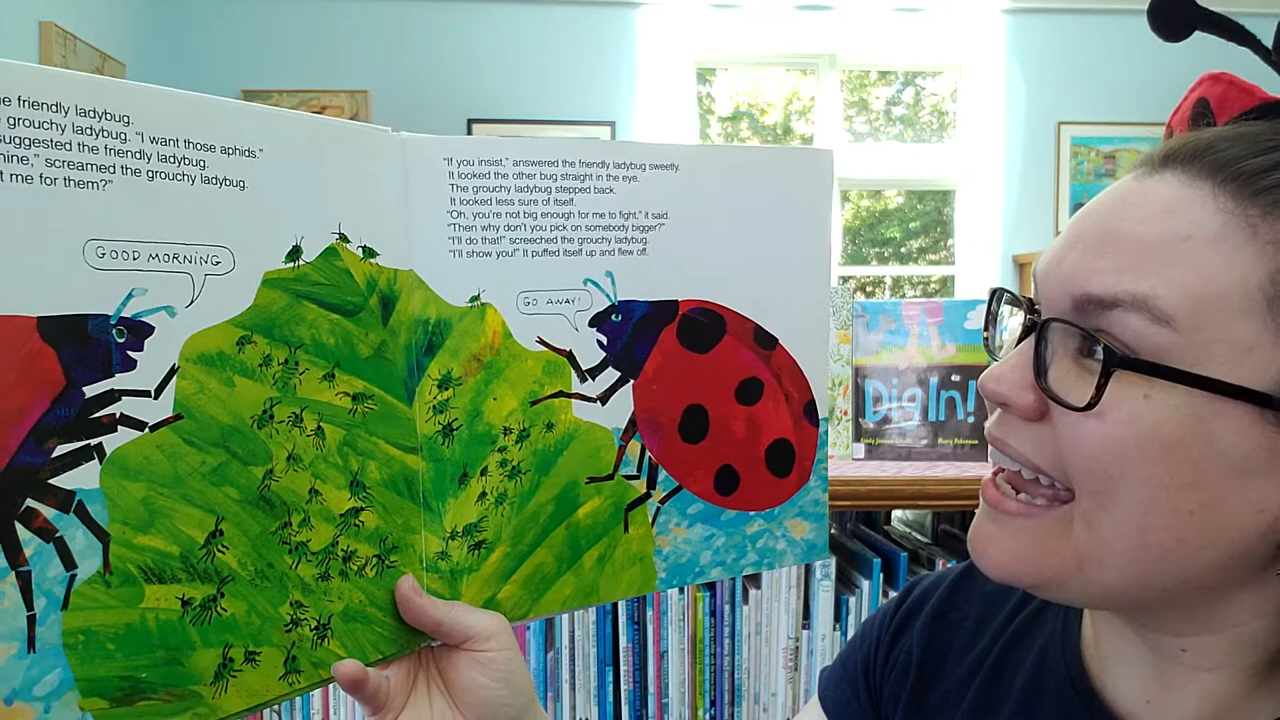 e friendly ladybug.
grouchy ladybug. “I want those aphids.”
suggested the friendly ladybug.
mine,” screamed the grouchy ladybug.
t me for them?”
GOOD MORNING
“If you insist,” answered the friendly ladybug sweetly.
It looked the other bug straight in the eye.
The grouchy ladybug stepped back.
It looked less sure of itself.
“Oh, you’re not big enough for me to fight,” it said.
“Then why don’t you pick on somebody bigger?”
“I’ll do that!” screeched the grouchy ladybug.
“I’ll show you!” It puffed itself up and flew off.
GO AWAY!
Dig In!